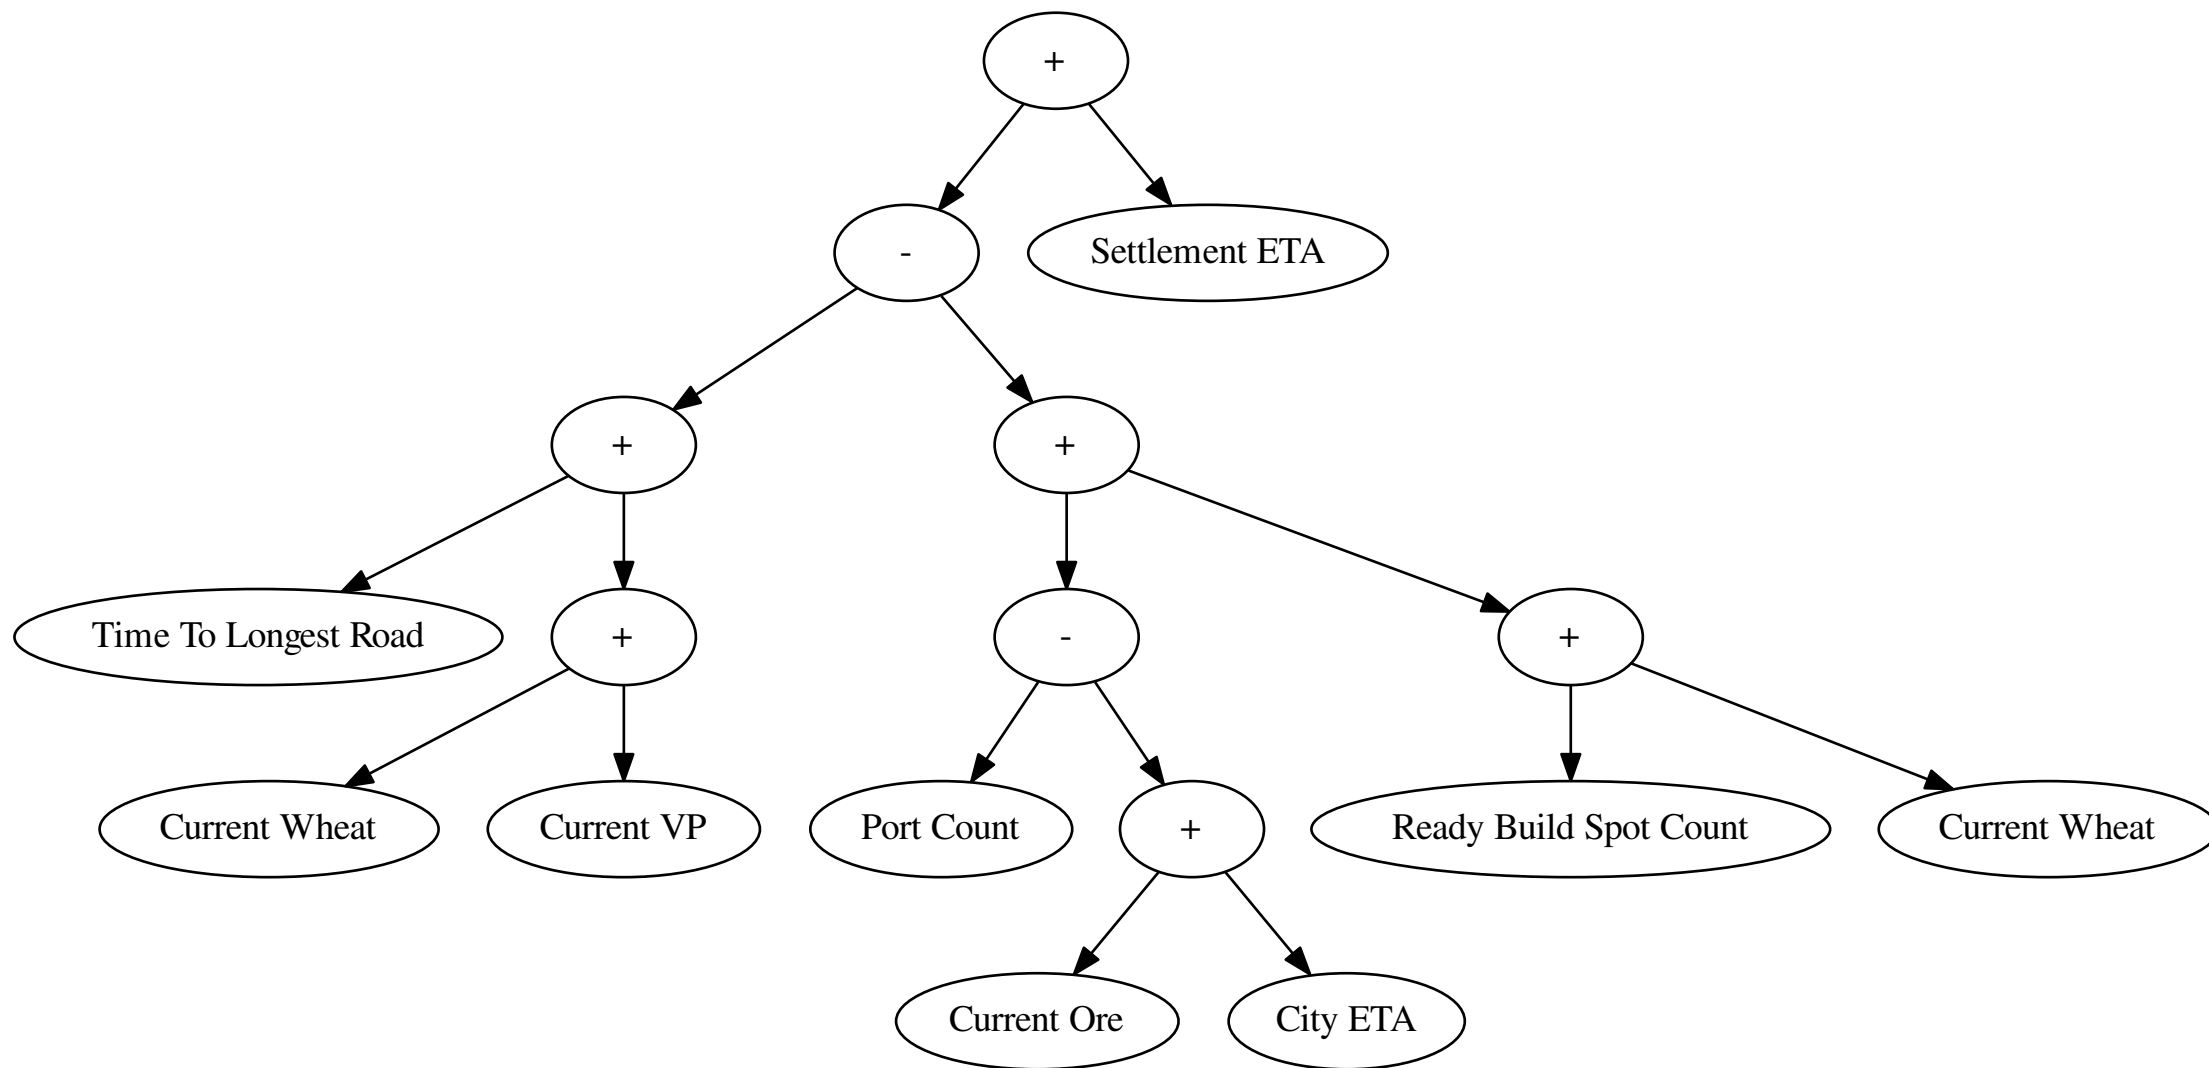 +
-
Settlement ETA
+
+
Time To Longest Road
+
-
+
Current Wheat
Current VP
Port Count
+
Ready Build Spot Count
Current Wheat
Current Ore
City ETA